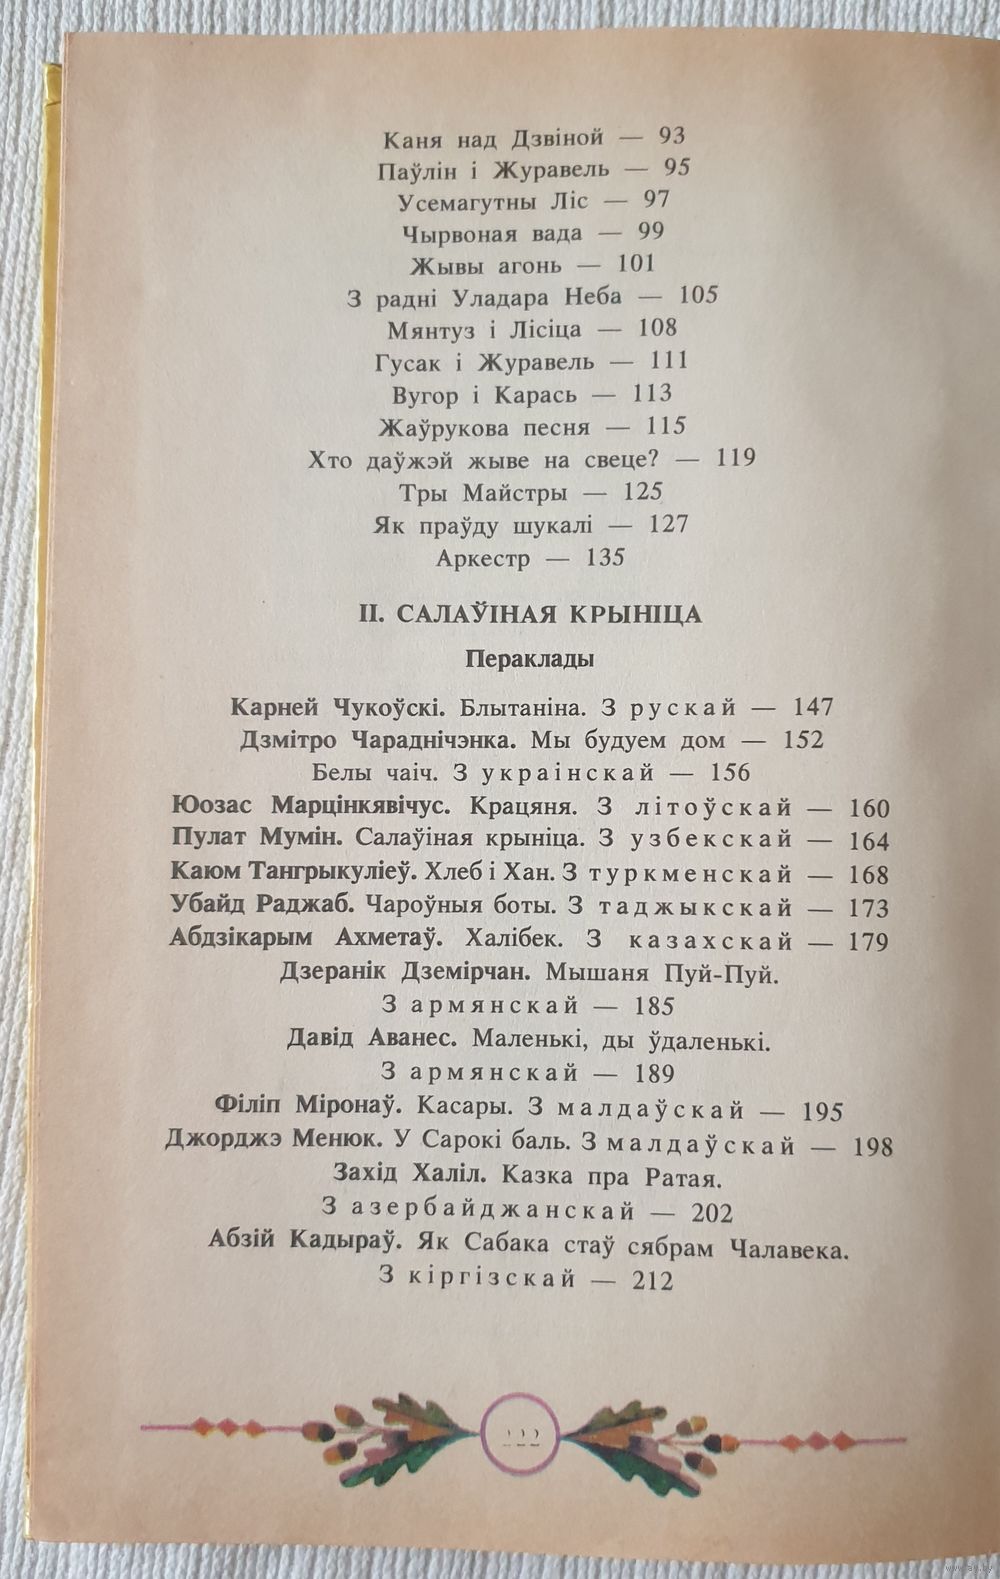 Каня над Дзвіной — 93
Паўлін і Журавель — 95
Усемагутны Ліс — 97
Чырвоная вада — 99
Жывы агонь — 101
З радні Уладара Неба — 105
Мянтуз і Лісіца — 108
Гусак і Журавель — 111
Вугор і Карась — 113
Жаўрукова песня — 115
Хто даўжэй жыве на свеце? — 119
Тры Майстры — 125
Як праўду шукалі — 127
Аркестр — 135
II. САЛАЎІНАЯ КРЫНІЦА
Пераклады
Карней Чукоўскі. Блытаніна. З рускай — 147
Дзмітро Чараднічэнка. Мы будуем дом — 152
Белы чаіч. З украінскай — 156
Юозас Марцінкявічус. Крацяня. З літоўскай — 160
Пулат Мумін. Салаўіная крыніца. З узбекскай — 164
Каюм Тангрыкуліеў. Хлеб і Хан. З туркменскай — 168
Убайд Раджаб. Чароўныя боты. З таджыкскай — 173
Абдзікарым Ахметаў. Халібек. З казахскай — 179
Дзеранік Дземірчан. Мышаня Пуй-Пуй.
З армянскай — 185
Давід Аванес. Маленькі, ды ўдаленькі.
З армянскай — 189
Філіп Міронаў. Касары. З малдаўскай — 195
Джорджэ Менюк. У Сарокі баль. З малдаўскай — 198
Захід Халіл. Казка пра Ратая.
З азербайджанскай — 202
Абзій Кадыраў. Як Сабака стаў сябрам Чалавека.
З кіргізскай — 212